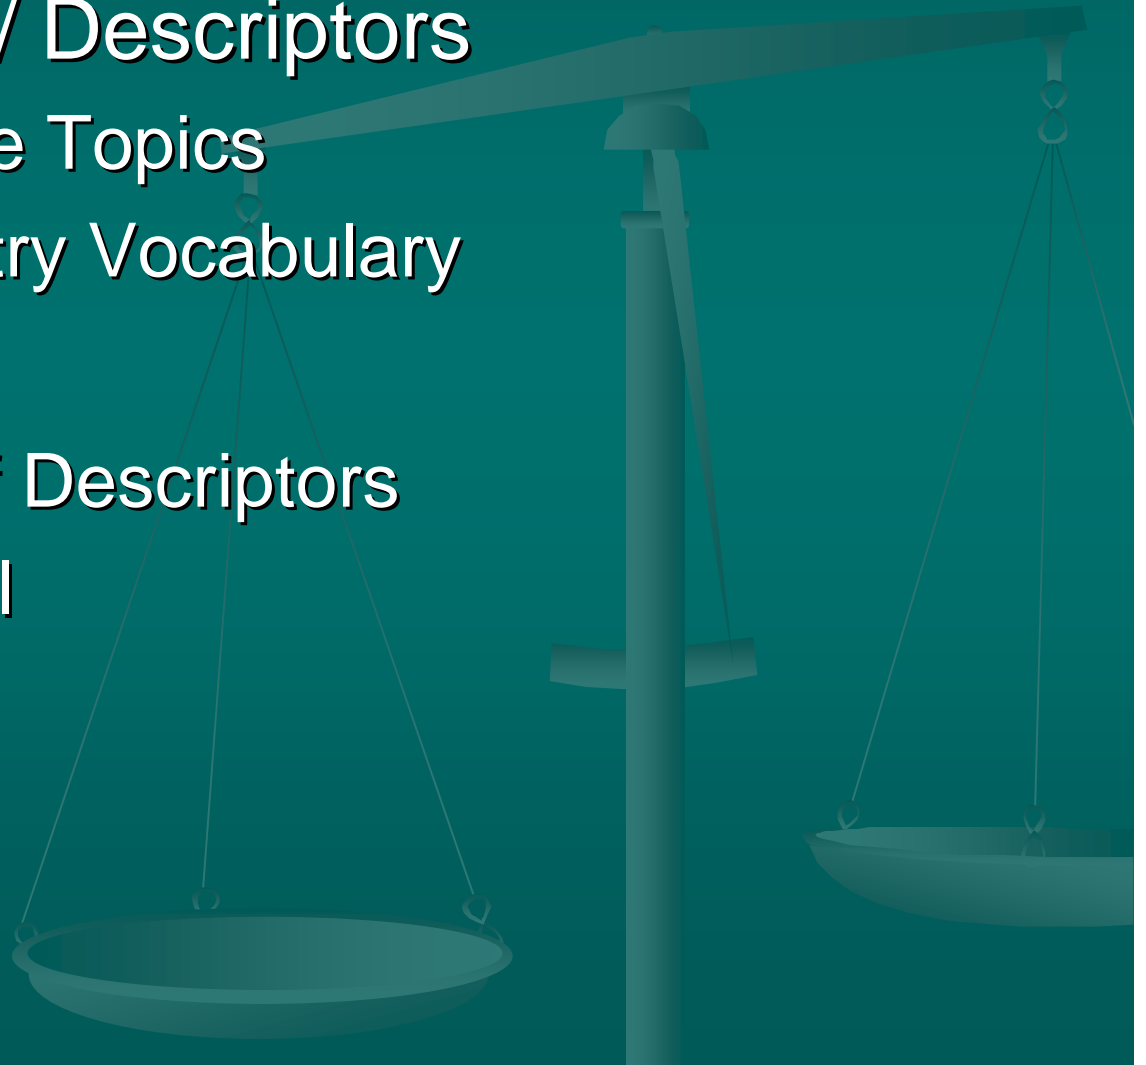 / Descriptors
e Topics
try Vocabulary
f Descriptors
l